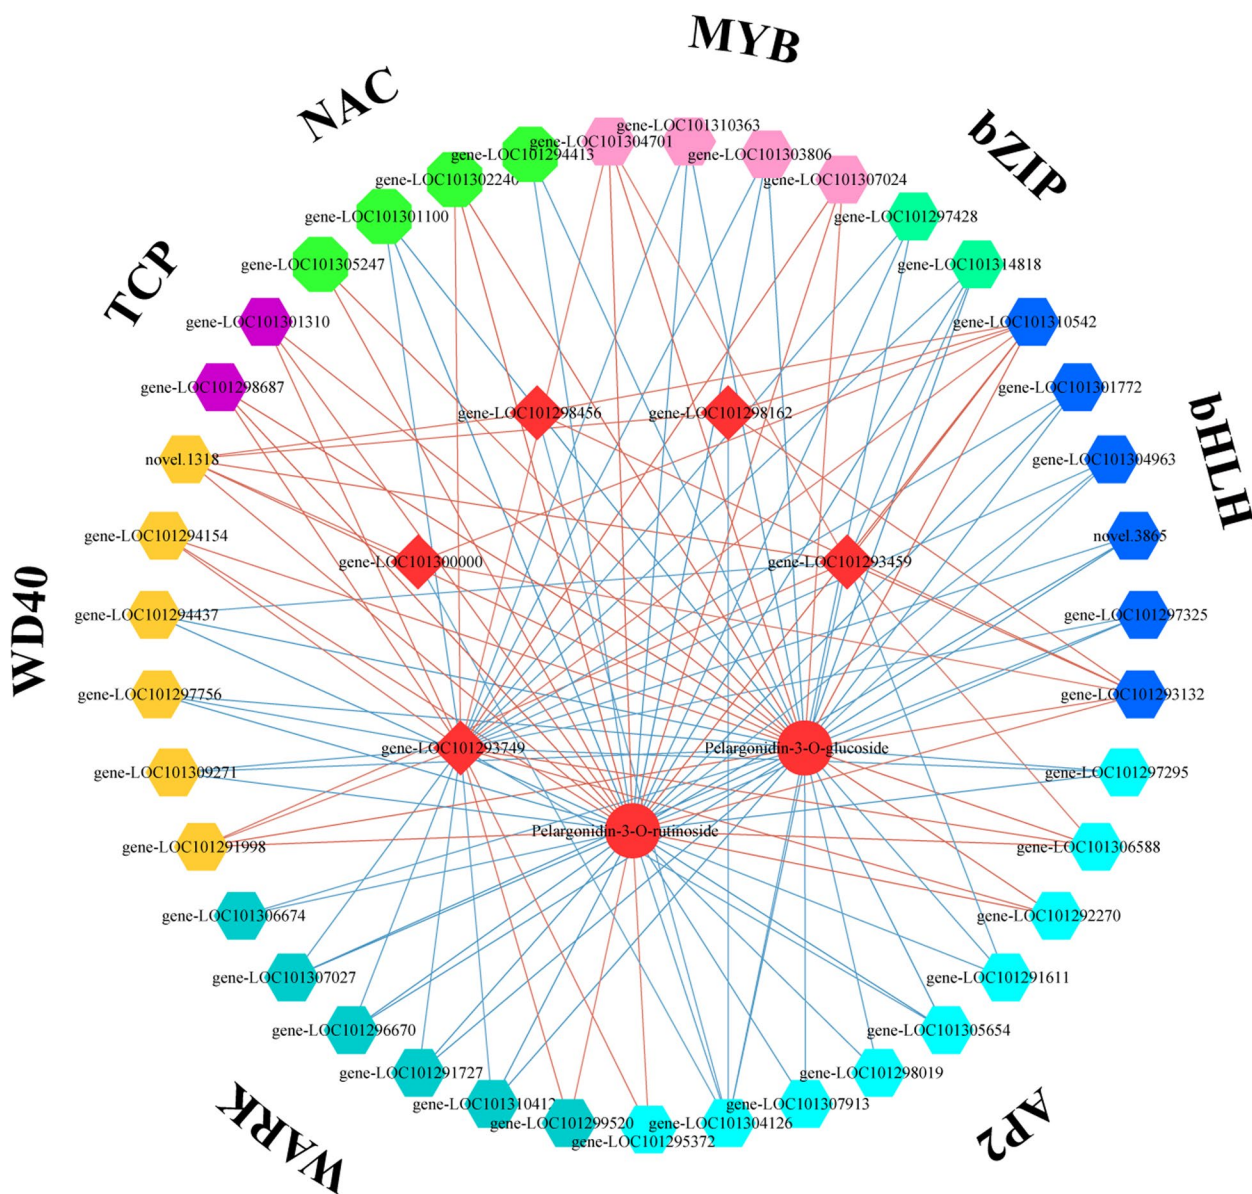 MYB
NAC
bZIP
TCP
bHLH
WD40
WARK
AP2
gene-LOC101310363
gene-LOC101304701
gene-LOC101294413
gene-LOC101303806
gene-LOC101302240
gene-LOC101307024
gene-LOC101301100
gene-LOC101297428
gene-LOC101305247
gene-LOC101314818
gene-LOC101301310
gene-LOC101310542
gene-LOC101298687
gene-LOC101301772
gene-LOC101298456
gene-LOC101298162
novel.1318
gene-LOC101304963
gene-LOC101294154
novel.3865
gene-LOC101300000
gene-LOC101293459
gene-LOC101294437
gene-LOC101297325
gene-LOC101297756
gene-LOC101293132
gene-LOC101293749
Pelargonidin-3-O-glucoside
gene-LOC101309271
gene-LOC101297295
Pelargonidin-3-O-rutinoside
gene-LOC101291998
gene-LOC101306588
gene-LOC101306674
gene-LOC101292270
gene-LOC101307027
gene-LOC101291611
gene-LOC101296670
gene-LOC101305654
gene-LOC101291727
gene-LOC101298019
gene-LOC101310412
gene-LOC101307913
gene-LOC101299520
gene-LOC101304126
gene-LOC101295372